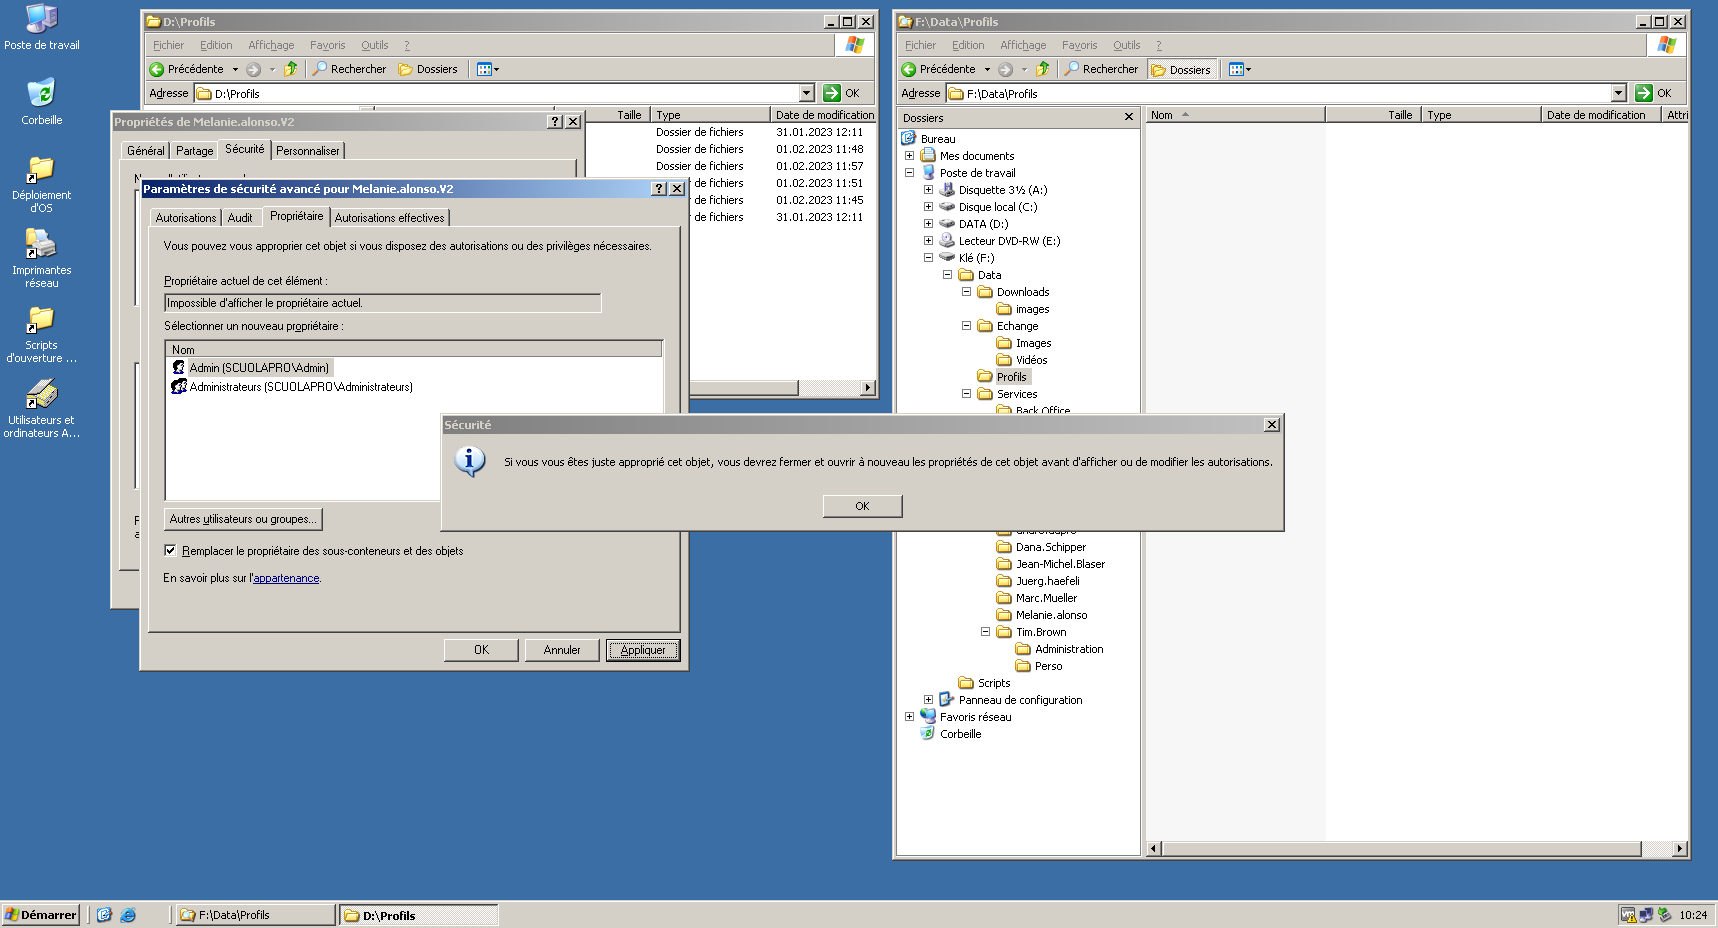 Poste de travail
Corbeille
Déploiement
d'OS
Imprimantes
réseau
Scripts
d'ouverture ...
Utilisateurs et
ordinateurs A...
D:\Profils
Fichier Edition Affichage Favoris Outils ?
Précédente Rechercher Dossiers
Adresse D:\Profils OK
Taille Type Date de modification
Dossier de fichiers 31.01.2023 12:11
Dossier de fichiers 01.02.2023 11:48
Dossier de fichiers 01.02.2023 11:57
r de fichiers 01.02.2023 11:51
r de fichiers 01.02.2023 11:45
r de fichiers 31.01.2023 12:11
Propriétés de Melanie.alonso.V2
Général Partage Sécurité Personnaliser
Paramètres de sécurité avancé pour Melanie.alonso.V2
Autorisations Audit Propriétaire Autorisations effectives
Vous pouvez vous approprier cet objet si vous disposez des autorisations ou des privilèges nécessaires.
Propriétaire actuel de cet élément :
Impossible d'afficher le propriétaire actuel.
Sélectionner un nouveau propriétaire :
Nom
Admin (SCUOLAPRO\Admin)
Administrateurs (SCUOLAPRO\Administrateurs)
Autres utilisateurs ou groupes...
Remplacer le propriétaire des sous-conteneurs et des objets
En savoir plus sur l'appartenance.
OK Annuler Appliquer
Sécurité
Si vous vous êtes juste approprié cet objet, vous devrez fermer et ouvrir à nouveau les propriétés de cet objet avant d'afficher ou de modifier les autorisations.
OK
F:\Data\Profils
Fichier Edition Affichage Favoris Outils ?
Précédente Rechercher Dossiers
Adresse F:\Data\Profils OK
Dossiers
Nom Taille Type Date de modification Attri
Bureau
Mes documents
Poste de travail
Disquette 3½ (A:)
Disque local (C:)
DATA (D:)
Lecteur DVD-RW (E:)
Klé (F:)
Data
Downloads
images
Echange
Images
Vidéos
Profils
Services
Back Office
Dana.Schipper
Jean-Michel.Blaser
Juerg.haefeli
Marc.Mueller
Melanie.alonso
Tim.Brown
Administration
Perso
Scripts
Panneau de configuration
Favoris réseau
Corbeille
Démarrer F:\Data\Profils D:\Profils 10:24